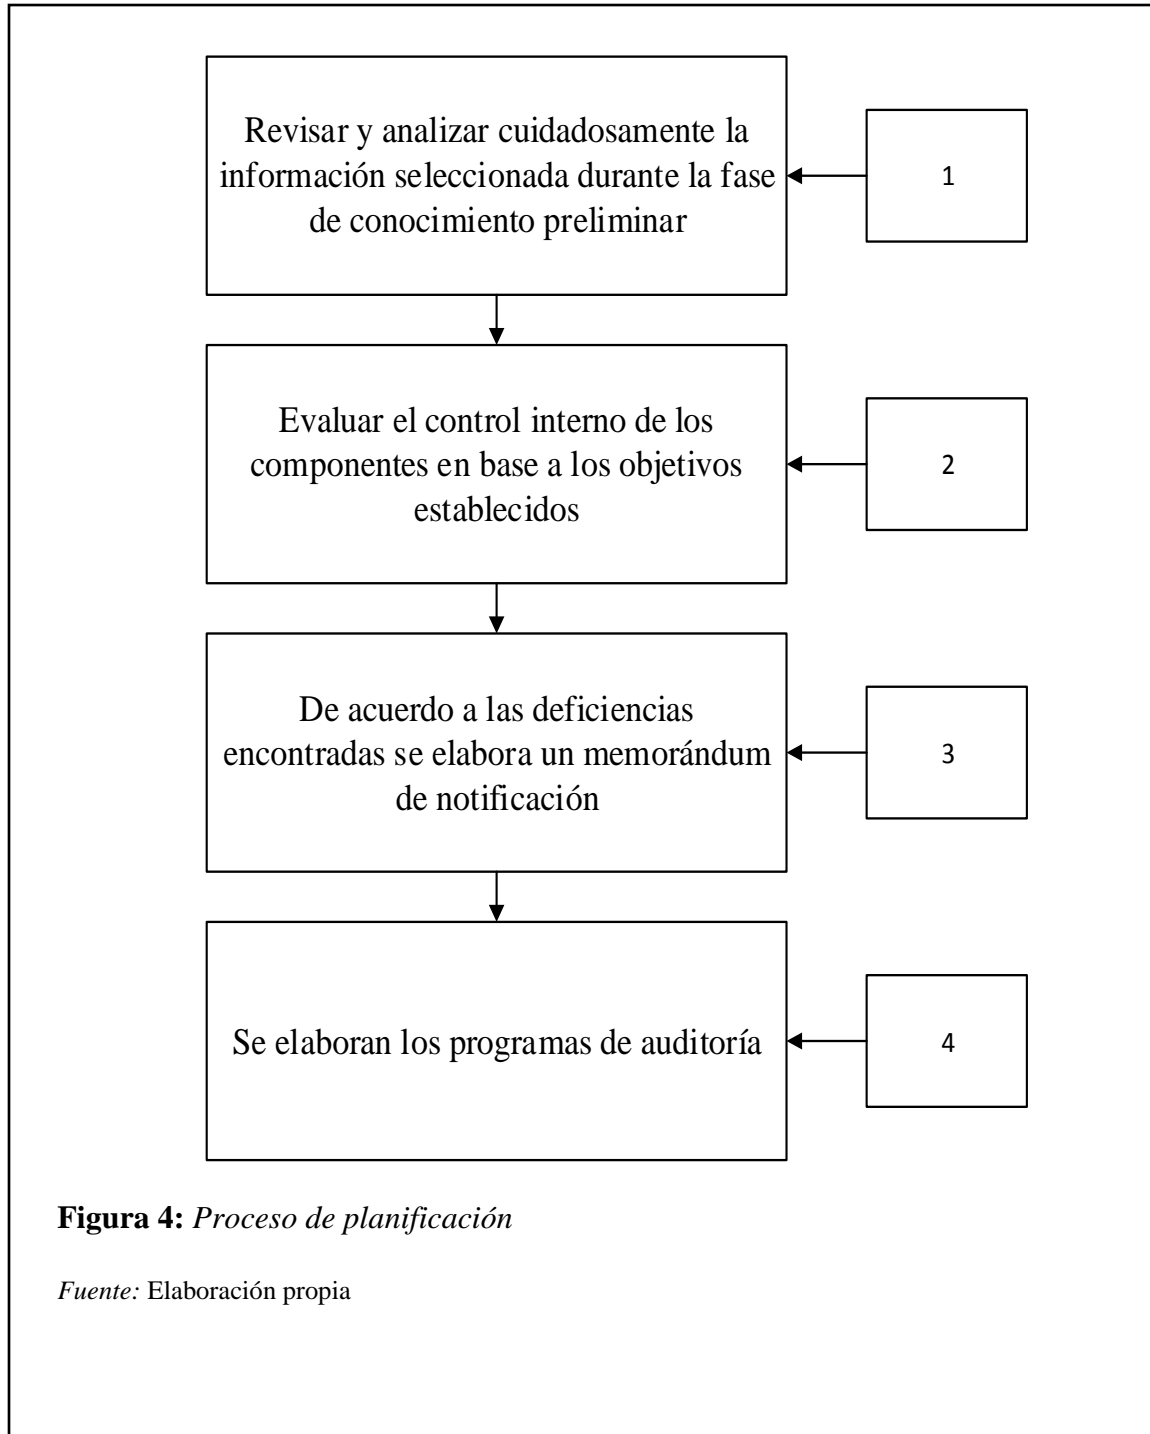 Revisar y analizar cuidadosamente la
información seleccionada durante la fase
de conocimiento preliminar
1
Evaluar el control interno de los
componentes en base a los objetivos
establecidos
2
De acuerdo a las deficiencias
encontradas se elabora un memorándum
de notificación
3
Se elaboran los programas de auditoría
4
Figura 4: Proceso de planificación
Fuente: Elaboración propia